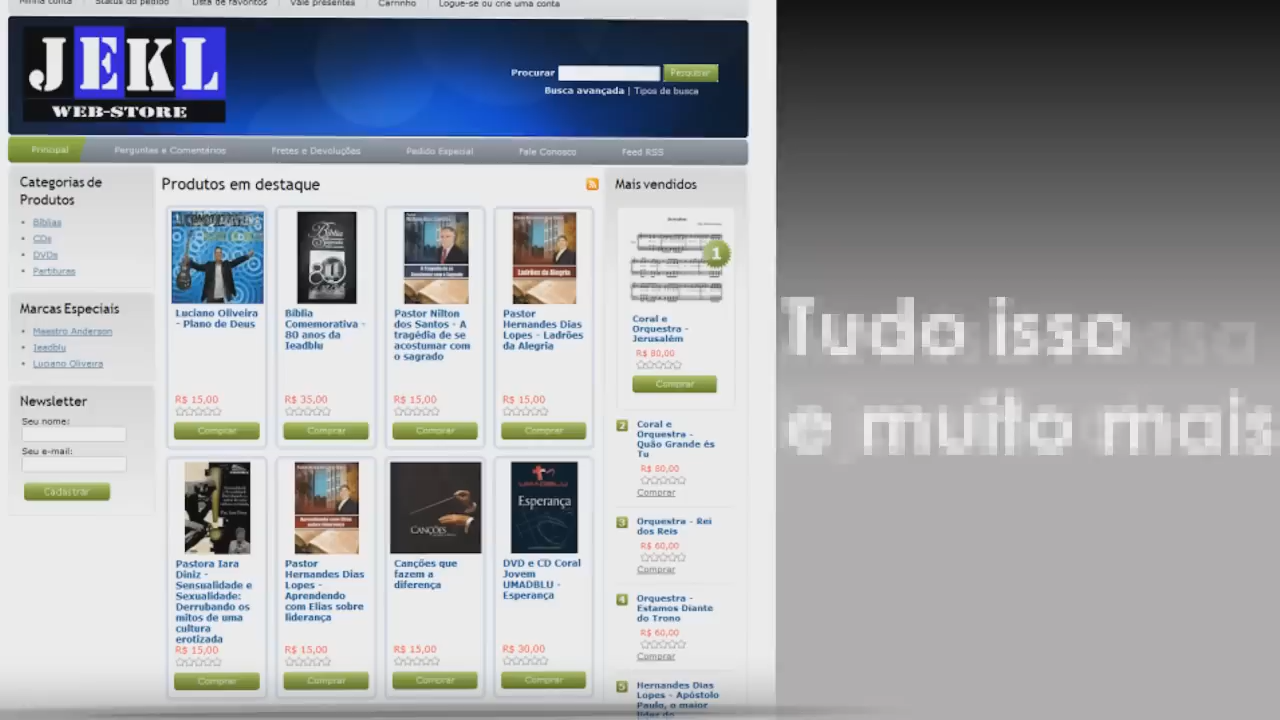 Minha conta
Status do pedido
Lista de favoritos
Vale presentes
Carrinho
Logue-se ou crie uma conta
JEKL
WEB-STORE
Procurar
Pesquisar
Busca avançada | Tipos de busca
Principal
Perguntas e Comentários
Fretes e Devoluções
Pedido Especial
Fale Conosco
Feed RSS
Categorias de
Produtos
Bíblias
CDs
DVDs
Partituras
Marcas Especiais
Maestro Anderson
Ieadblu
Luciano Oliveira
Newsletter
Seu nome:
Seu e-mail:
Cadastrar
Produtos em destaque
Luciano Oliveira
- Plano de Deus
R$ 15,00
Comprar
Bíblia
Comemorativa -
80 anos da
Ieadblu
R$ 35,00
Comprar
Pastor Nilton
dos Santos - A
tragédia de se
acostumar com
o sagrado
R$ 15,00
Comprar
Ladrões da Alegria
Pastor
Hernandes Dias
Lopes - Ladrões
da Alegria
R$ 15,00
Comprar
Pastora Iara
Diniz -
Sensualidade e
Sexualidade:
Derrubando os
mitos de uma
cultura
erotizada
R$ 15,00
Comprar
Pastor
Hernandes Dias
Lopes -
Aprendendo
com Elias sobre
liderança
R$ 15,00
Comprar
CANÇÕES
Canções que
fazem a
diferença
R$ 15,00
Comprar
UMADBLU
Esperança
DVD e CD Coral
Jovem
UMADBLU -
Esperança
R$ 30,00
Comprar
Mais vendidos
1
Coral e
Orquestra -
Jerusalém
R$ 80,00
Comprar
2
Coral e
Orquestra -
Quão Grande és
Tu
R$ 80,00
Comprar
3
Orquestra - Rei
dos Reis
R$ 60,00
Comprar
4
Orquestra -
Estamos Diante
do Trono
R$ 60,00
Comprar
5
Hernandes Dias
Lopes - Apóstolo
Paulo, o maior
líder do
Tudo isso
e muito mais